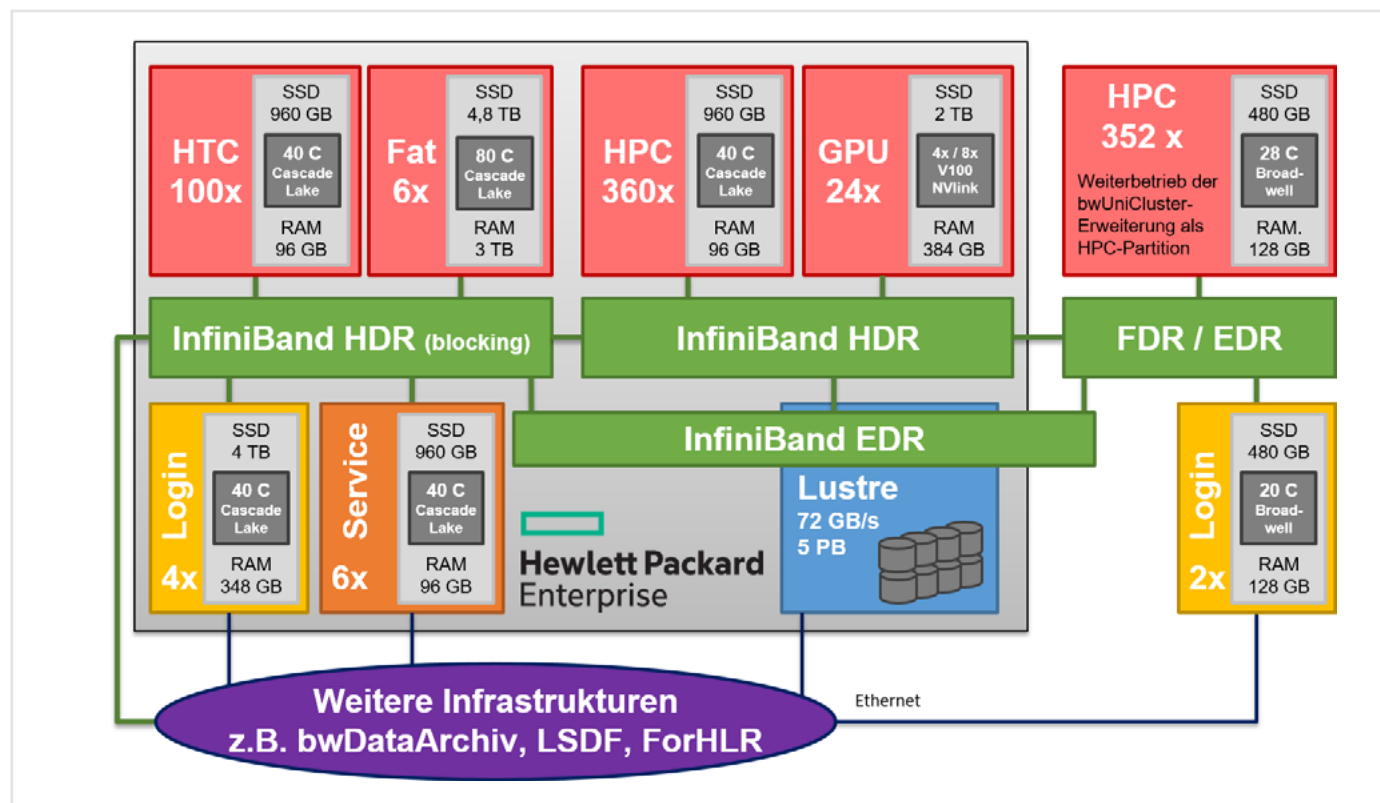 HTC
100x
SSD
960 GB
40 C
Cascade
Lake
RAM
96 GB
Fat
6x
SSD
4,8 TB
80 C
Cascade
Lake
RAM
3 TB
HPC
360x
SSD
960 GB
40 C
Cascade
Lake
RAM
96 GB
GPU
24x
SSD
2 TB
4x / 8x
V100
NVlink
RAM
384 GB
HPC
352 x
Weiterbetrieb der
bwUniCluster-
Erweiterung als
HPC-Partition
SSD
480 GB
28 C
Broad-
well
RAM.
128 GB
InfiniBand HDR (blocking)
InfiniBand HDR
FDR / EDR
InfiniBand EDR
Login
4x
SSD
4 TB
40 C
Cascade
Lake
RAM
348 GB
Service
6x
SSD
960 GB
40 C
Cascade
Lake
RAM
96 GB
Hewlett Packard
Enterprise
Lustre
72 GB/s
5 PB
Login
2x
SSD
480 GB
20 C
Broad-
well
RAM
128 GB
Weitere Infrastrukturen
z.B. bwDataArchiv, LSDF, ForHLR
Ethernet